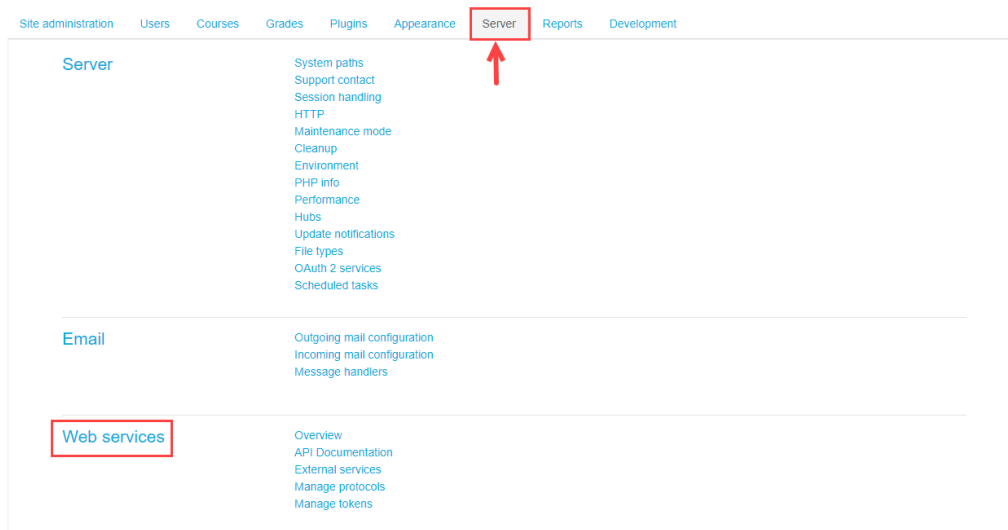 Site administration Users Courses Grades Plugins Appearance Server Reports Development
Server
System paths
Support contact
Session handling
HTTP
Maintenance mode
Cleanup
Environment
PHP info
Performance
Hubs
Update notifications
File types
OAuth 2 services
Scheduled tasks
Email
Outgoing mail configuration
Incoming mail configuration
Message handlers
Web services
Overview
API Documentation
External services
Manage protocols
Manage tokens